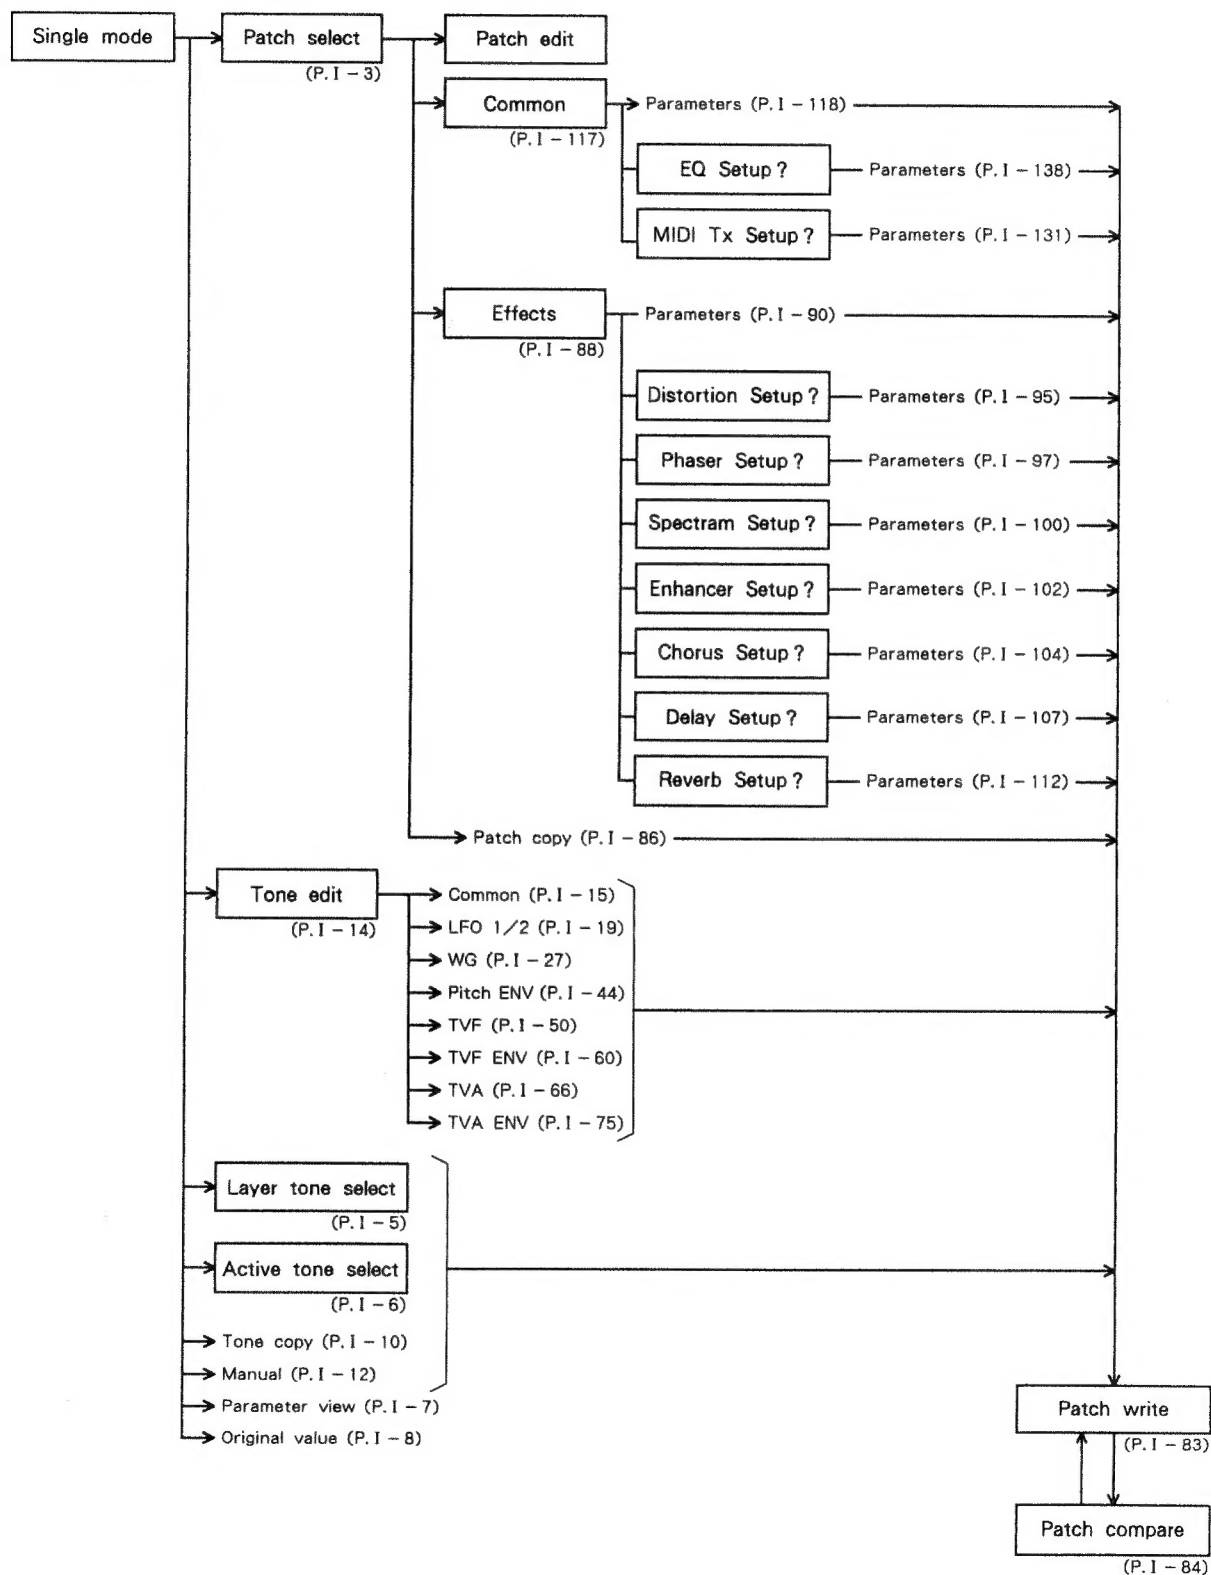 Single mode
Patch select
(P. I – 3)
Patch edit
Common
(P. I – 117)
Parameters (P. I – 118)
EQ Setup ?
Parameters (P. I – 138)
MIDI Tx Setup ?
Parameters (P. I – 131)
Effects
(P. I – 88)
Parameters (P. I – 90)
Distortion Setup ?
Parameters (P. I – 95)
Phaser Setup ?
Parameters (P. I – 97)
Spectram Setup ?
Parameters (P. I – 100)
Enhancer Setup ?
Parameters (P. I – 102)
Chorus Setup ?
Parameters (P. I – 104)
Delay Setup ?
Parameters (P. I – 107)
Reverb Setup ?
Parameters (P. I – 112)
Patch copy (P. I – 86)
Tone edit
(P. I – 14)
Common (P. I – 15)
LFO 1/2 (P. I – 19)
WG (P. I – 27)
Pitch ENV (P. I – 44)
TVF (P. I – 50)
TVF ENV (P. I – 60)
TVA (P. I – 66)
TVA ENV (P. I – 75)
Layer tone select
(P. I – 5)
Active tone select
(P. I – 6)
Tone copy (P. I – 10)
Manual (P. I – 12)
Parameter view (P. I – 7)
Original value (P. I – 8)
Patch write
(P. I – 83)
Patch compare
(P. I – 84)